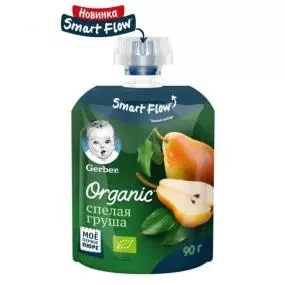 Новинка
Smart Flow
Smart Flow
Gerber
Organic
спелая
груша
МОЁ
ПЕРВОЕ
ПЮРЕ
90 г